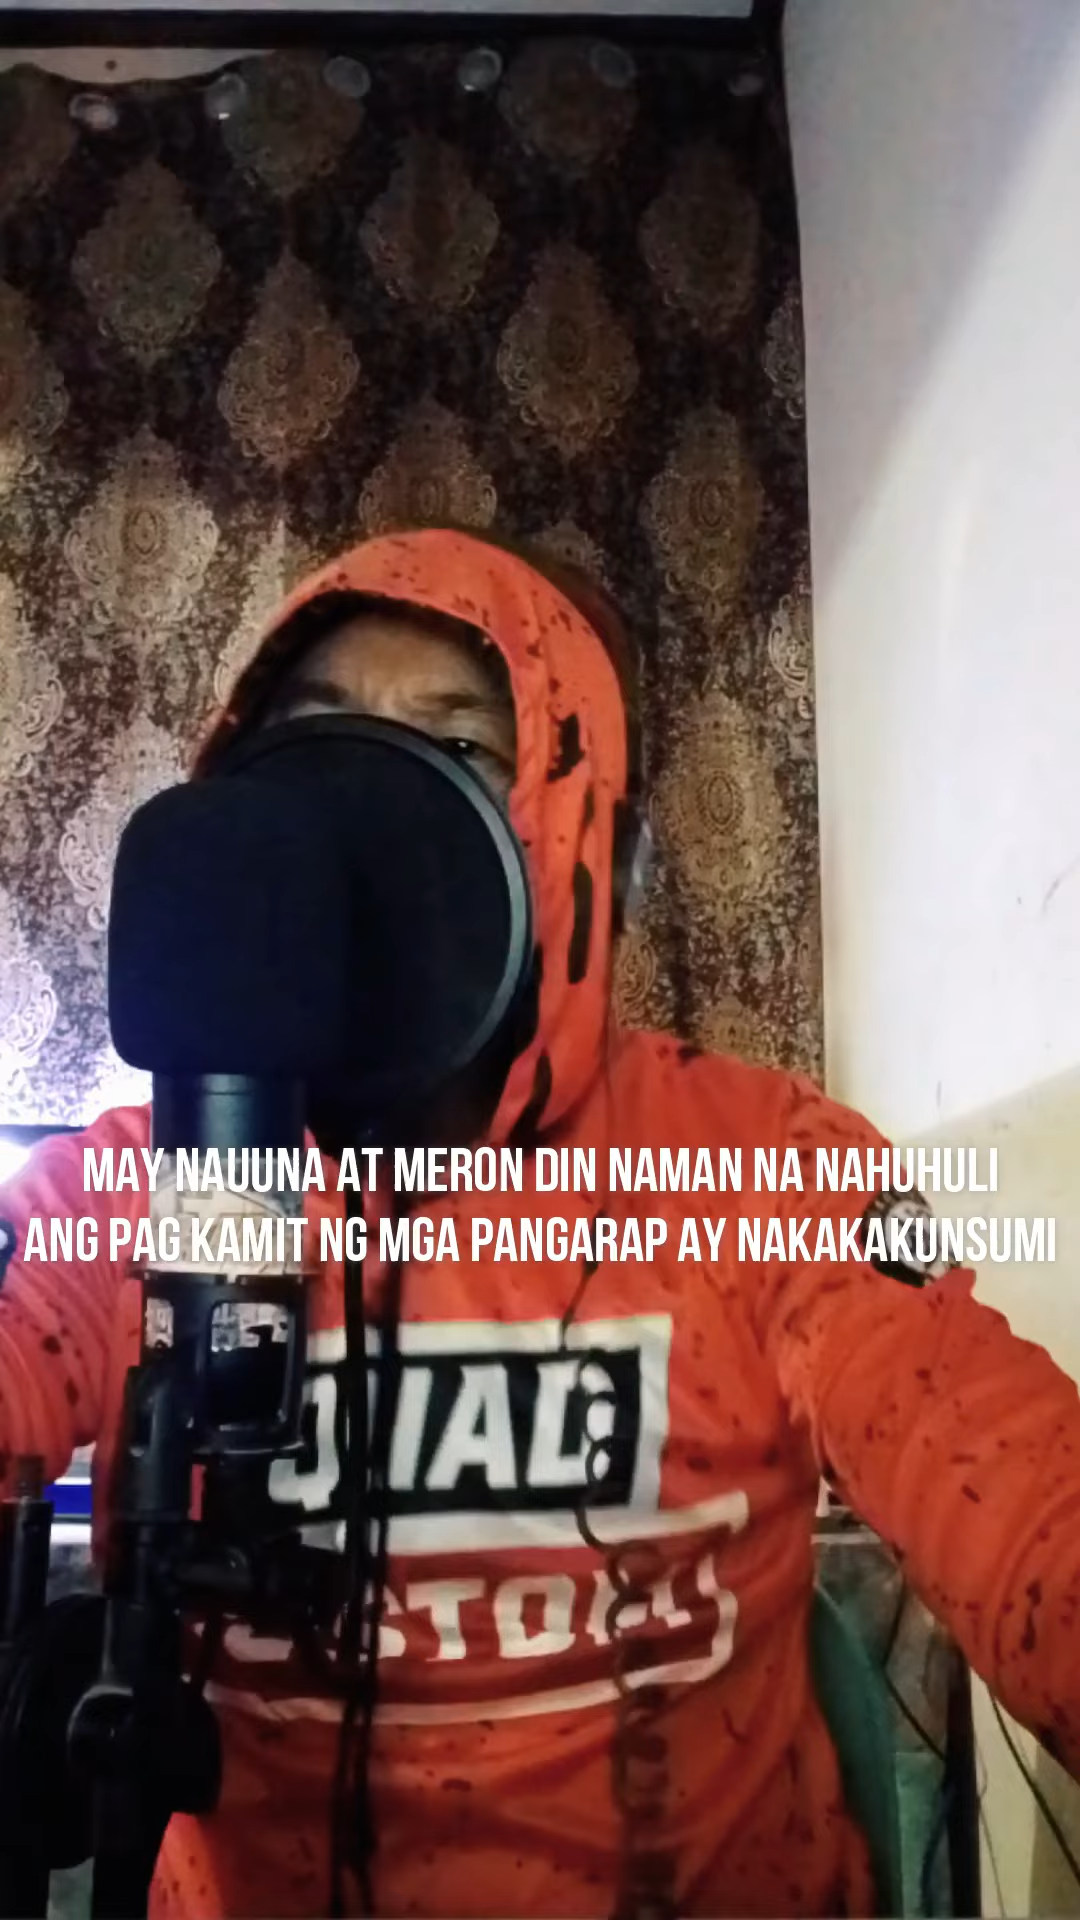 MAY NAUUNA AT MERON DIN NAMAN NA NAHUHULI
ANG PAG KAMIT NG MGA PANGARAP AY NAKAKAKUNSUMI